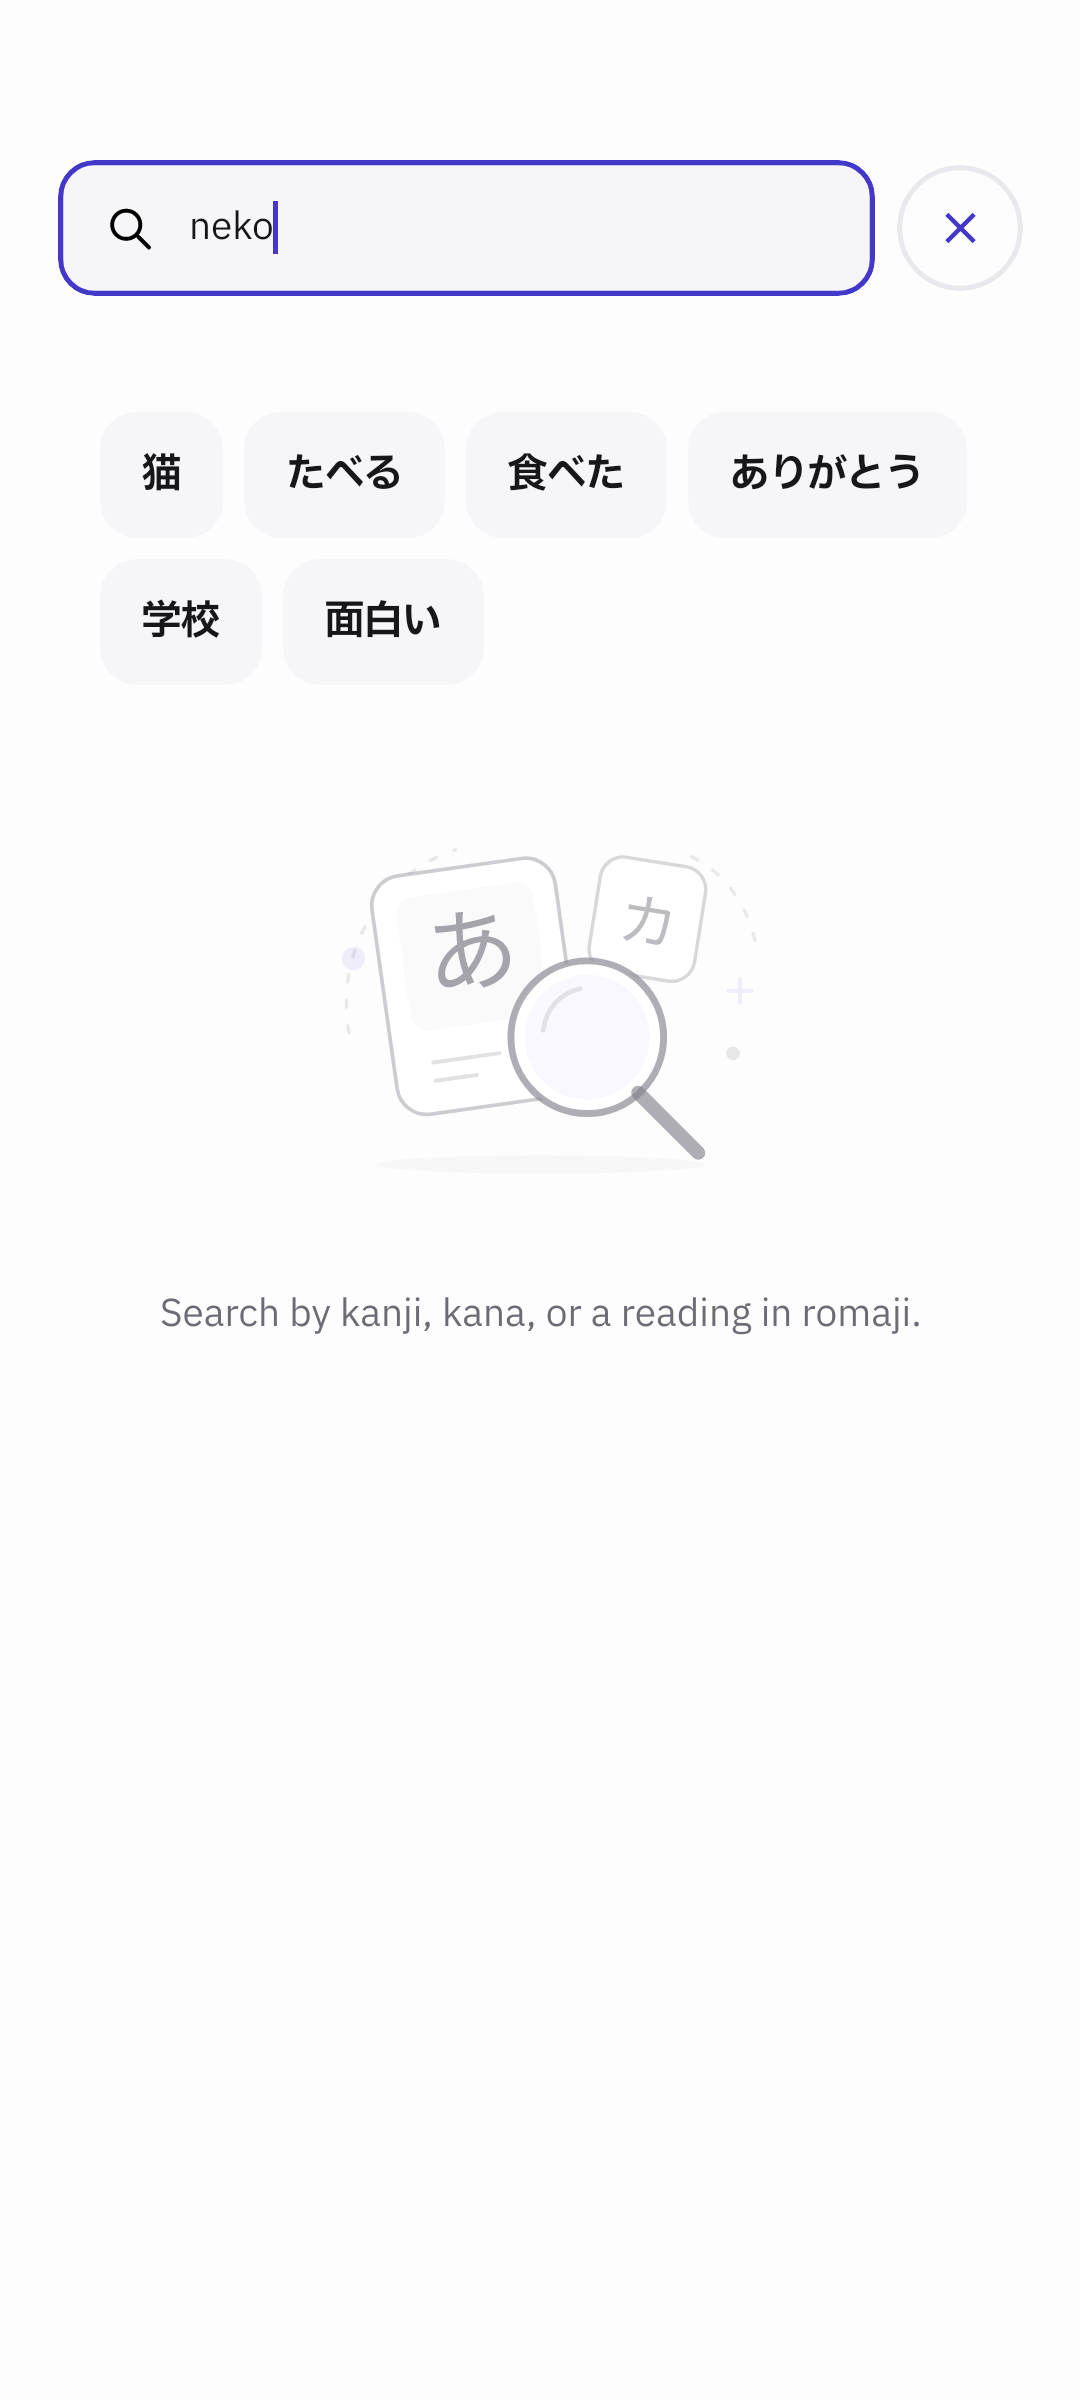 neko
猫 たべる 食べた ありがとう
学校 面白い
あ カ
Search by kanji, kana, or a reading in romaji.